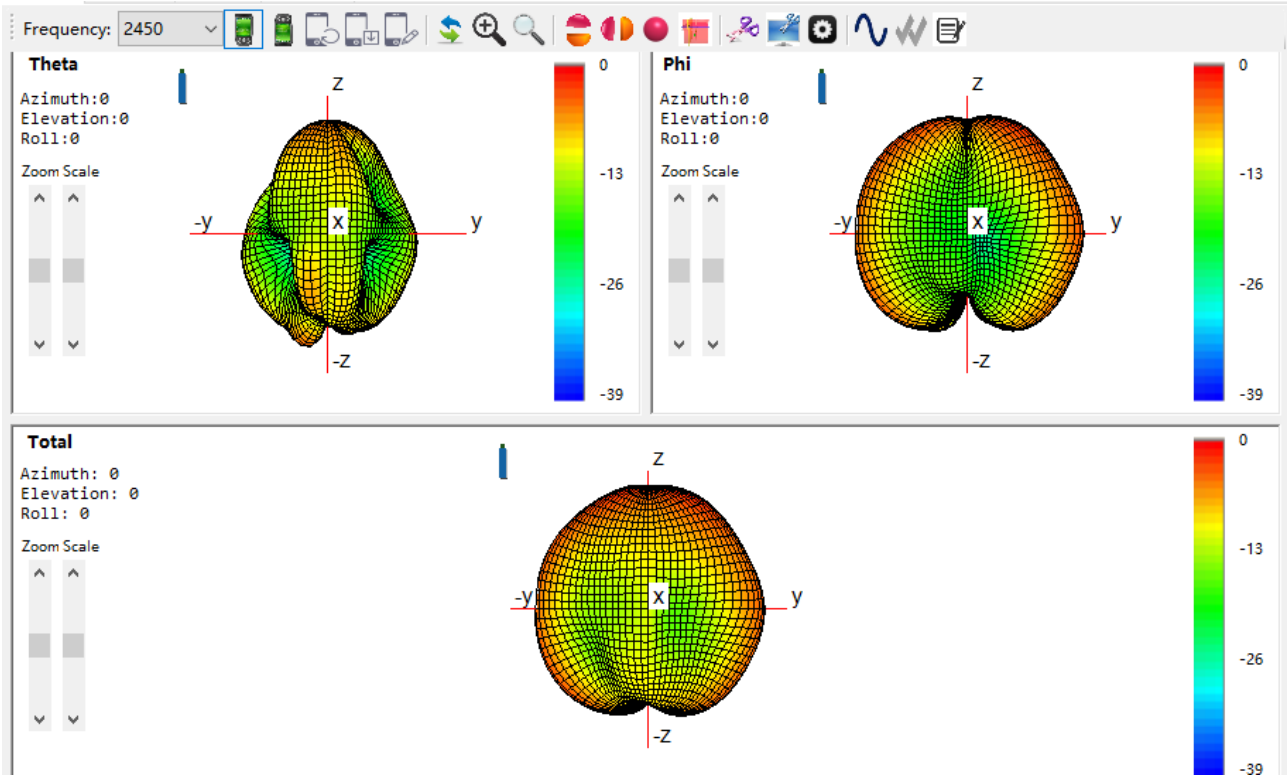 Frequency: 2450
Theta
Azimuth:0
Elevation:0
Roll:0
Zoom Scale
z
-y
x
y
-z
0
-13
-26
-39
Phi
Azimuth:0
Elevation:0
Roll:0
Zoom Scale
z
-y
x
y
-z
0
-13
-26
-39
Total
Azimuth: 0
Elevation: 0
Roll: 0
Zoom Scale
z
-y
x
y
-z
0
-13
-26
-39